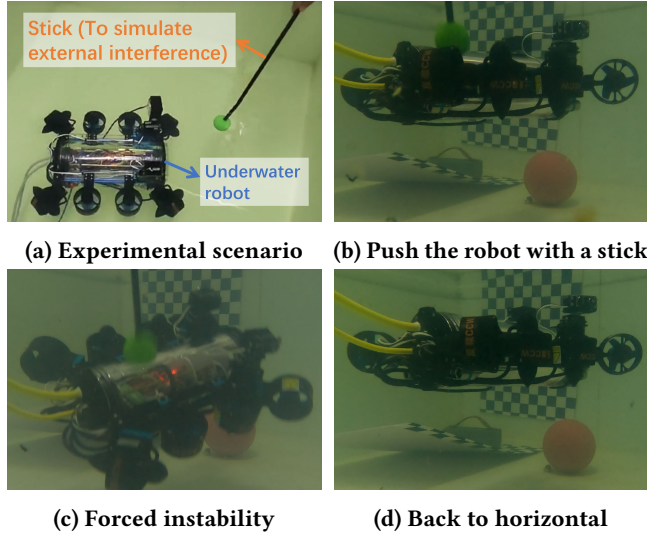 Stick (To simulate
external interference)
Underwater
robot
(a) Experimental scenario
(b) Push the robot with a stick
(c) Forced instability
(d) Back to horizontal